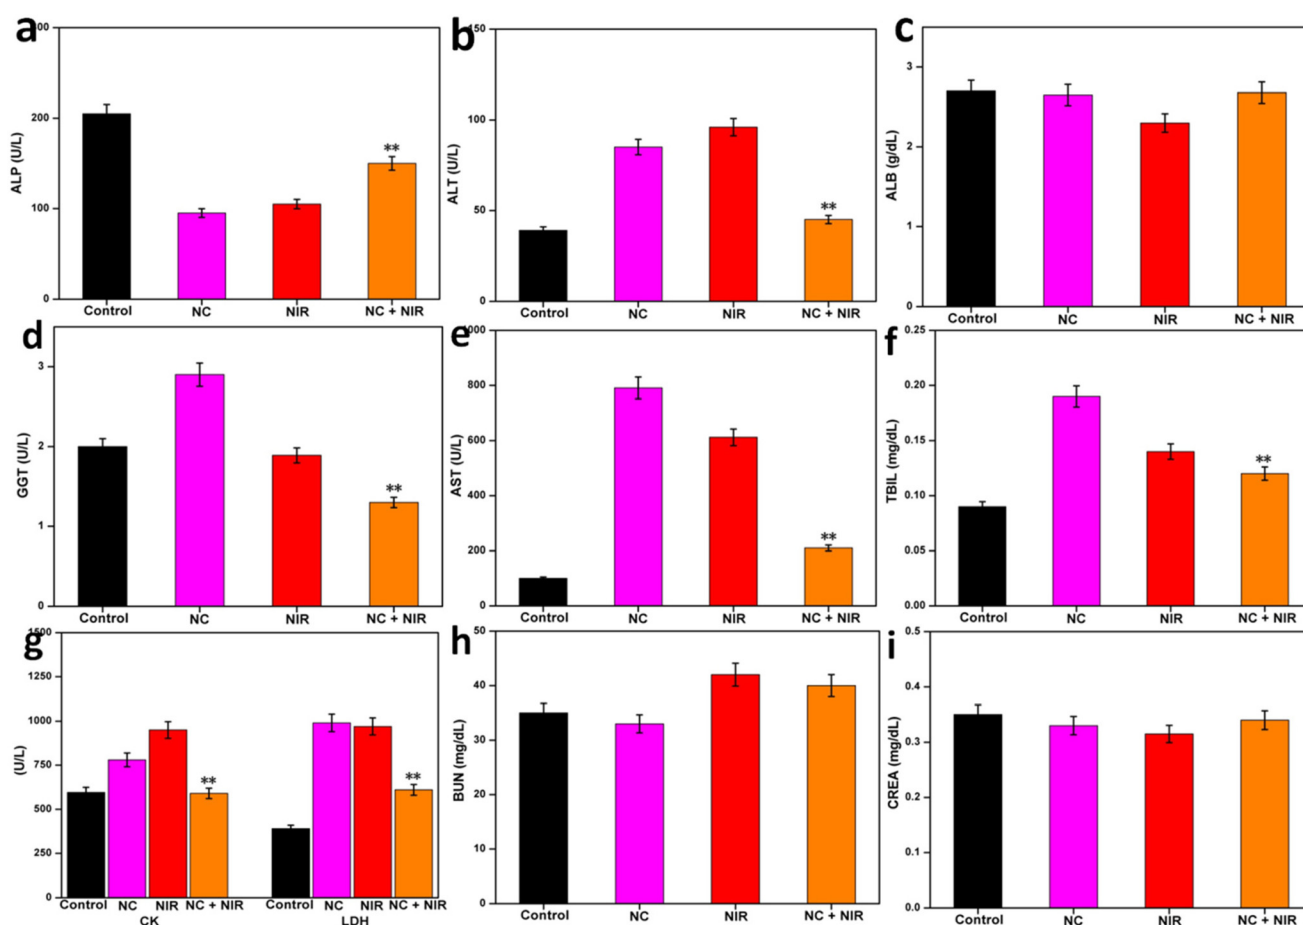 a
ALP (U/L)
300
200
100
0
Control NC NIR NC + NIR
**
b
ALT (U/L)
150
100
50
0
Control NC NIR NC + NIR
**
c
ALB (g/dL)
3
2
1
0
Control NC NIR NC + NIR
d
GGT (U/L)
3
2
1
0
Control NC NIR NC + NIR
**
e
AST (U/L)
1000
800
600
400
200
0
Control NC NIR NC + NIR
**
f
TBIL (mg/dL)
0.25
0.20
0.15
0.10
0.05
0.00
Control NC NIR NC + NIR
**
g
(U/L)
1500
1250
1000
750
500
250
0
** **
Control NC NIR NC + NIR Control NC NIR NC + NIR
CK LDH
h
BUN (mg/dL)
50
40
30
20
10
0
Control NC NIR NC + NIR
i
CREA (mg/dL)
0.5
0.4
0.3
0.2
0.1
0.0
Control NC NIR NC + NIR